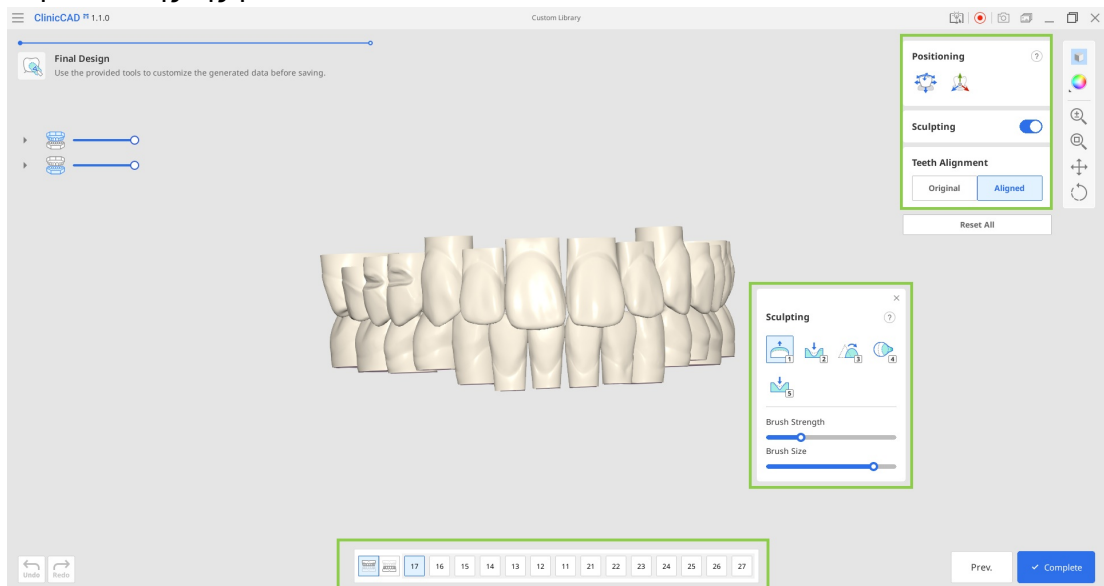 ClinicCAD 1.1.0
Custom Library
Final Design
Use the provided tools to customize the generated data before saving.
Positioning
?
Sculpting
Teeth Alignment
Original Aligned
Reset All
Sculpting
?
1 2 3 4
5
Brush Strength
Brush Size
Undo Redo
17 16 15 14 13 12 11 21 22 23 24 25 26 27
Prev. Complete